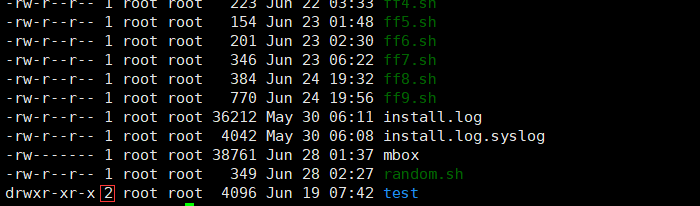 -rw-r--r-- 1 root root   223 Jun 22 03:33 ff4.sh
-rw-r--r-- 1 root root   154 Jun 23 01:48 ff5.sh
-rw-r--r-- 1 root root   201 Jun 23 02:30 ff6.sh
-rw-r--r-- 1 root root   346 Jun 23 06:22 ff7.sh
-rw-r--r-- 1 root root   384 Jun 24 19:32 ff8.sh
-rw-r--r-- 1 root root   770 Jun 24 19:56 ff9.sh
-rw-r--r-- 1 root root 36212 May 30 06:11 install.log
-rw-r--r-- 1 root root  4042 May 30 06:08 install.log.syslog
-rw------- 1 root root 38761 Jun 28 01:37 mbox
-rw-r--r-- 1 root root   349 Jun 28 02:27 random.sh
drwxr-xr-x 2 root root  4096 Jun 19 07:42 test